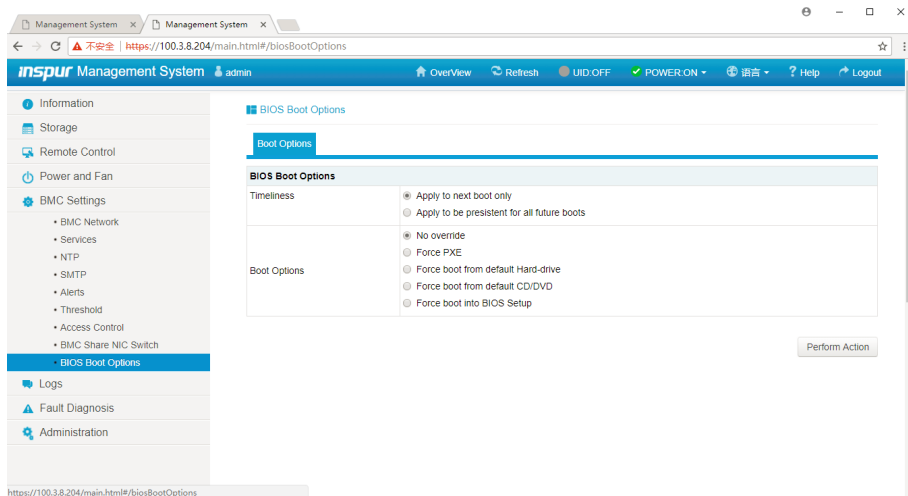 Management System
Management System
不安全 | https://100.3.8.204/main.html#/biosBootOptions
inspur Management System admin OverView Refresh UID:OFF POWER:ON 语言 Help Logout
Information
Storage
Remote Control
Power and Fan
BMC Settings
• BMC Network
• Services
• NTP
• SMTP
• Alerts
• Threshold
• Access Control
• BMC Share NIC Switch
• BIOS Boot Options
Logs
Fault Diagnosis
Administration
BIOS Boot Options
Boot Options
BIOS Boot Options
Timeliness
Apply to next boot only
Apply to be presistent for all future boots
Boot Options
No override
Force PXE
Force boot from default Hard-drive
Force boot from default CD/DVD
Force boot into BIOS Setup
Perform Action
https://100.3.8.204/main.html#/biosBootOptions